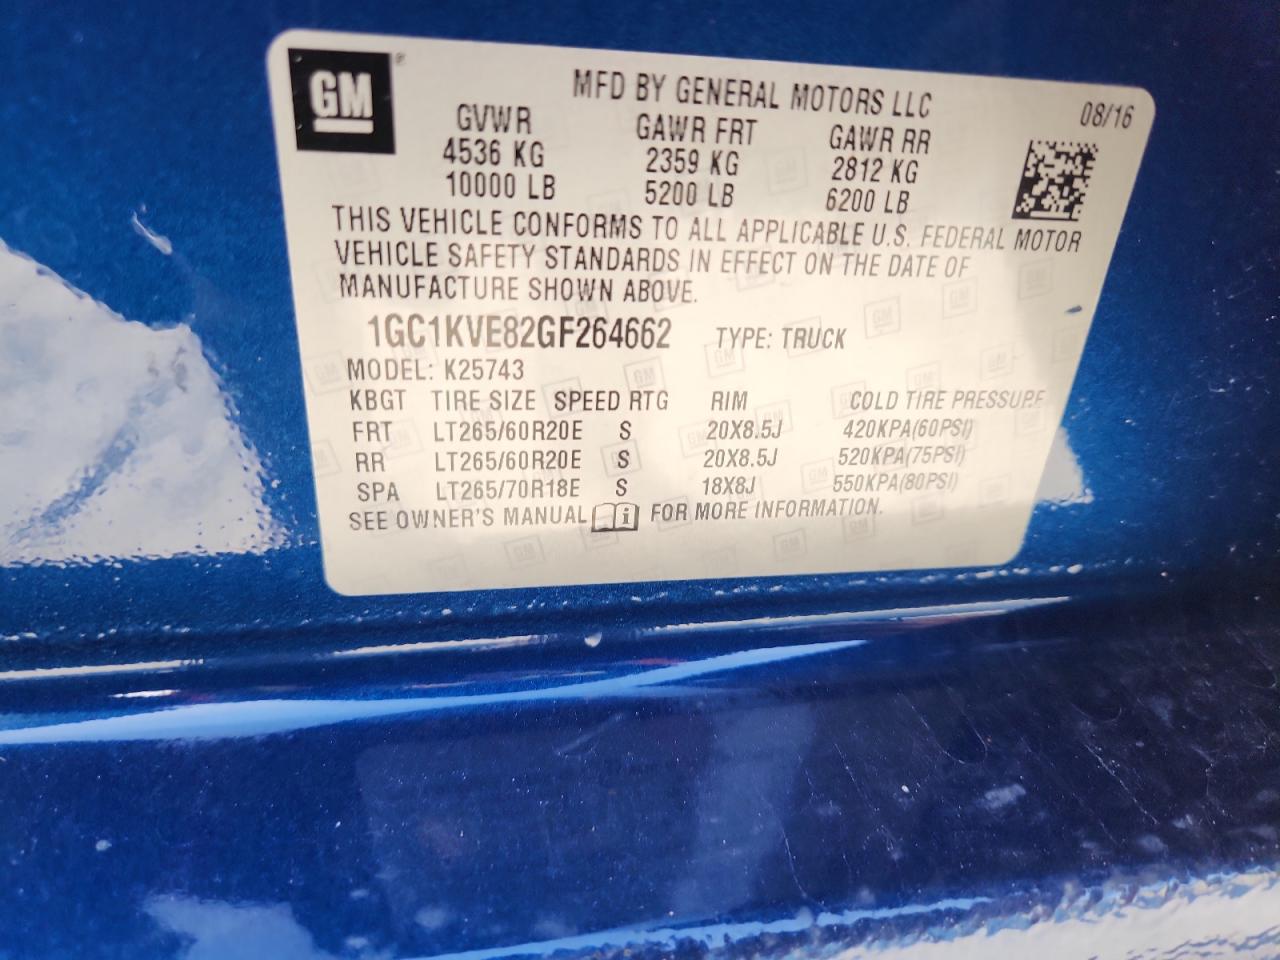 GM ®
MFD BY GENERAL MOTORS LLC
08/16
GVWR GAWR FRT GAWR RR
4536 KG 2359 KG 2812 KG
10000 LB 5200 LB 6200 LB
THIS VEHICLE CONFORMS TO ALL APPLICABLE U.S. FEDERAL MOTOR
VEHICLE SAFETY STANDARDS IN EFFECT ON THE DATE OF
MANUFACTURE SHOWN ABOVE.
1GC1KVE82GF264662 TYPE: TRUCK
MODEL: K25743
KBGT TIRE SIZE SPEED RTG RIM COLD TIRE PRESSURE
FRT LT265/60R20E S 20X8.5J 420KPA(60PSI)
RR LT265/60R20E S 20X8.5J 520KPA(75PSI)
SPA LT265/70R18E S 18X8J 550KPA(80PSI)
SEE OWNER'S MANUAL i FOR MORE INFORMATION.